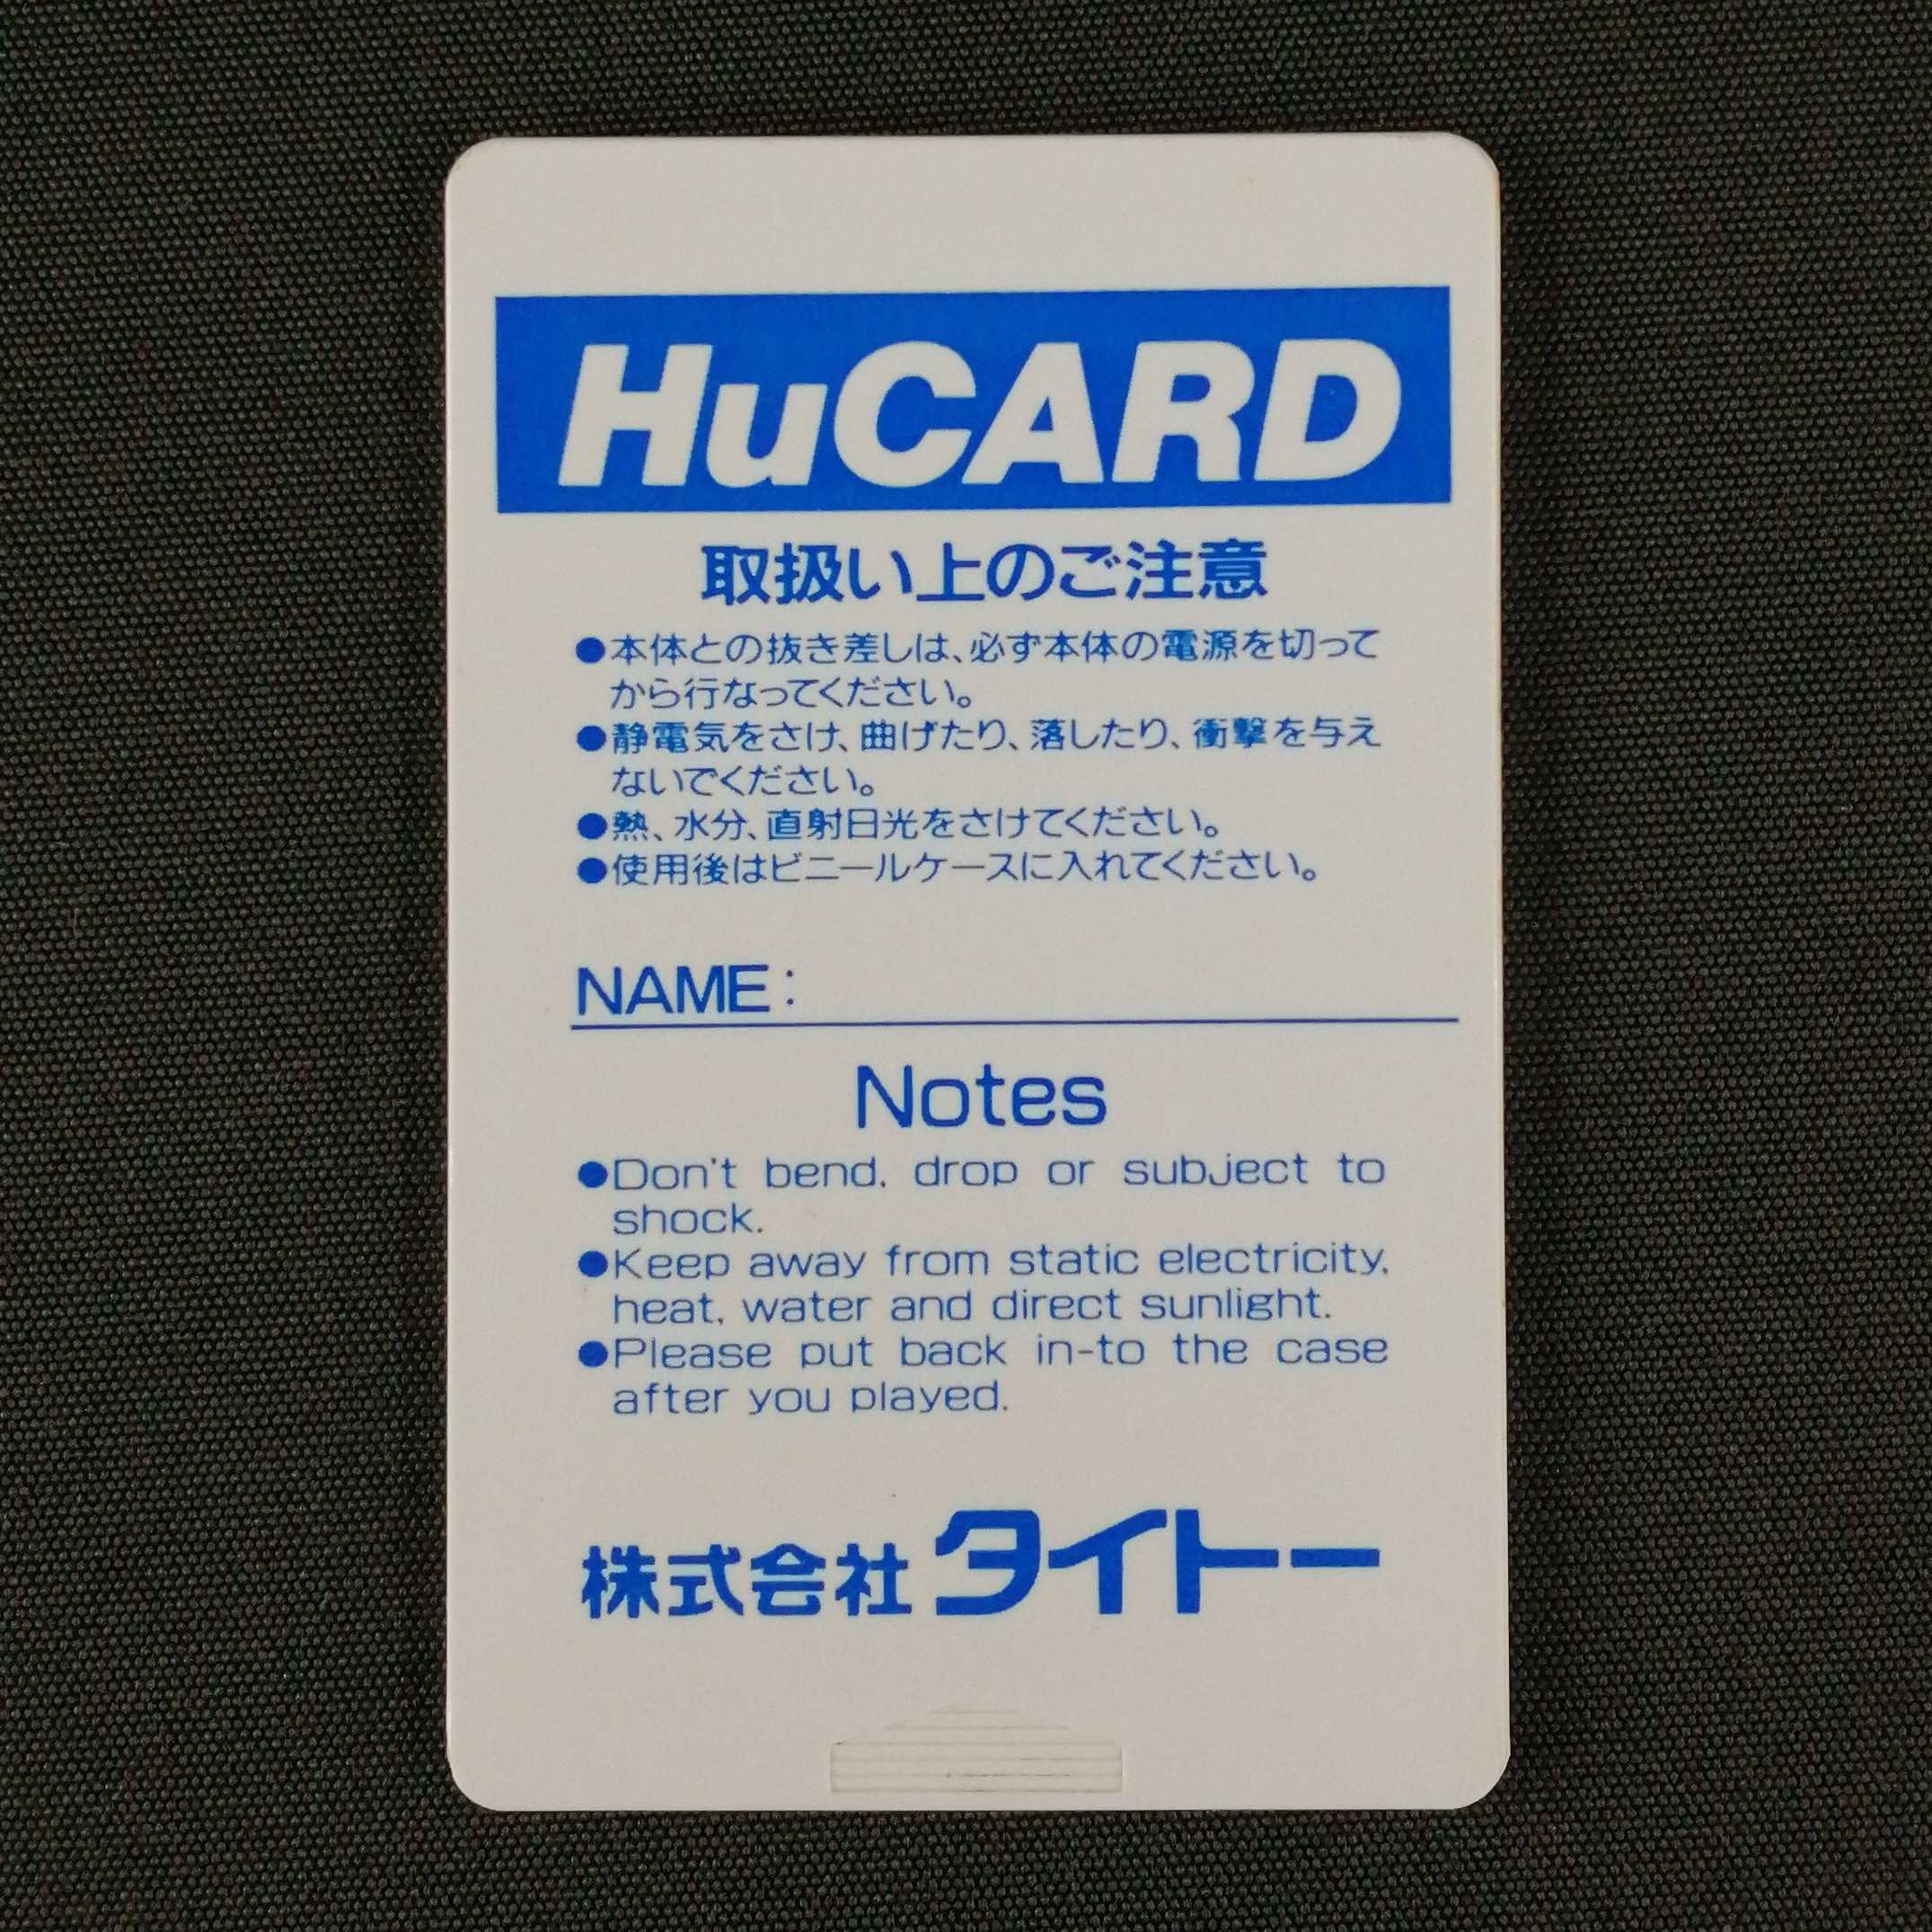 HuCARD
取扱い上のご注意
●本体との抜き差しは、必ず本体の電源を切って
から行なってください。
●静電気をさけ、曲げたり、落したり、衝撃を与え
ないでください。
●熱、水分、直射日光をさけてください。
●使用後はビニールケースに入れてください。
NAME:
Notes
●Don't bend, drop or subject to
shock.
●Keep away from static electricity,
heat, water and direct sunlight.
●Please put back in-to the case
after you played.
株式会社タイトー